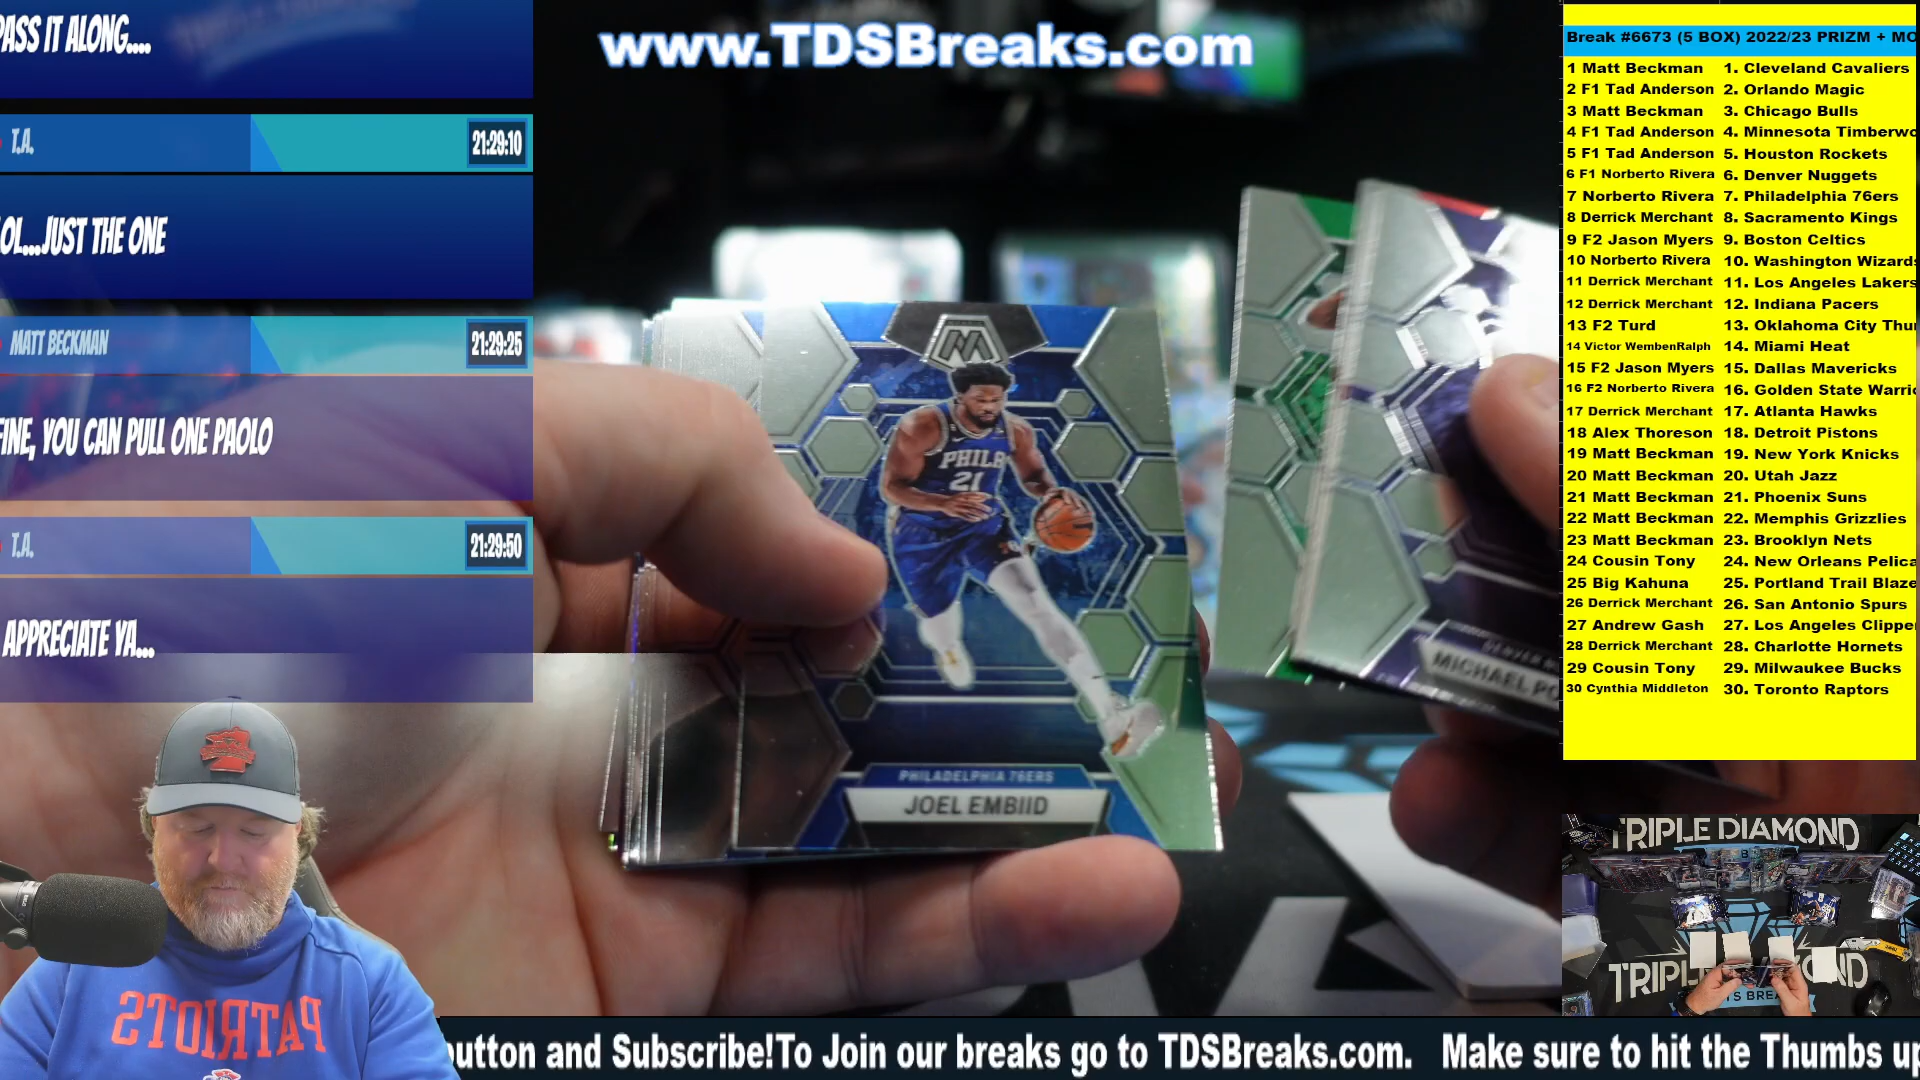 PASS IT ALONG....
T.A.
21:29:10
OL...JUST THE ONE
MATT BECKMAN
21:29:25
FINE, YOU CAN PULL ONE PAOLO
T.A.
21:29:50
APPRECIATE YA...
www.TDSBreaks.com
PHILA
21
PHILADELPHIA 76ERS
JOEL EMBIID
MICHAEL PO
Break #6673 (5 BOX) 2022/23 PRIZM + MO
1 Matt Beckman 1. Cleveland Cavaliers
2 F1 Tad Anderson 2. Orlando Magic
3 Matt Beckman 3. Chicago Bulls
4 F1 Tad Anderson 4. Minnesota Timberwo
5 F1 Tad Anderson 5. Houston Rockets
6 F1 Norberto Rivera 6. Denver Nuggets
7 Norberto Rivera 7. Philadelphia 76ers
8 Derrick Merchant 8. Sacramento Kings
9 F2 Jason Myers 9. Boston Celtics
10 Norberto Rivera 10. Washington Wizards
11 Derrick Merchant 11. Los Angeles Lakers
12 Derrick Merchant 12. Indiana Pacers
13 F2 Turd 13. Oklahoma City Thu
14 Victor WembenRalph 14. Miami Heat
15 F2 Jason Myers 15. Dallas Mavericks
16 F2 Norberto Rivera 16. Golden State Warri
17 Derrick Merchant 17. Atlanta Hawks
18 Alex Thoreson 18. Detroit Pistons
19 Matt Beckman 19. New York Knicks
20 Matt Beckman 20. Utah Jazz
21 Matt Beckman 21. Phoenix Suns
22 Matt Beckman 22. Memphis Grizzlies
23 Matt Beckman 23. Brooklyn Nets
24 Cousin Tony 24. New Orleans Pelica
25 Big Kahuna 25. Portland Trail Blaze
26 Derrick Merchant 26. San Antonio Spurs
27 Andrew Gash 27. Los Angeles Clippe
28 Derrick Merchant 28. Charlotte Hornets
29 Cousin Tony 29. Milwaukee Bucks
30 Cynthia Middleton 30. Toronto Raptors
TRIPLE DIAMOND
PATRIOTS
button and Subscribe!To Join our breaks go to TDSBreaks.com. Make sure to hit the Thumbs up